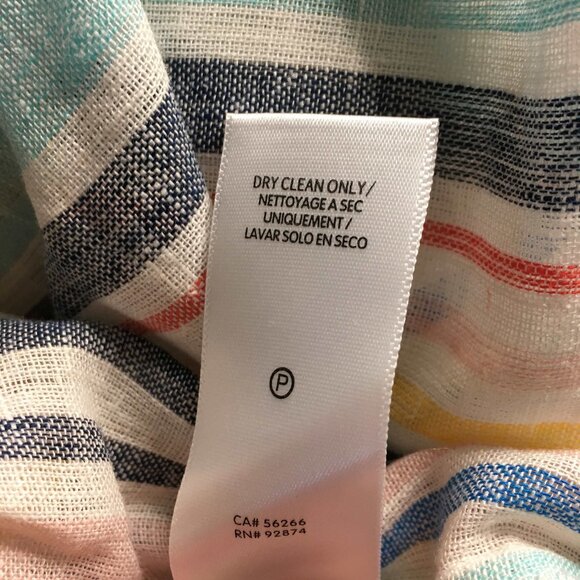 DRY CLEAN ONLY/
NETTOYAGE A SEC
UNIQUEMENT/
LAVAR SOLO EN SECO
P
CA# 56266
RN# 92874